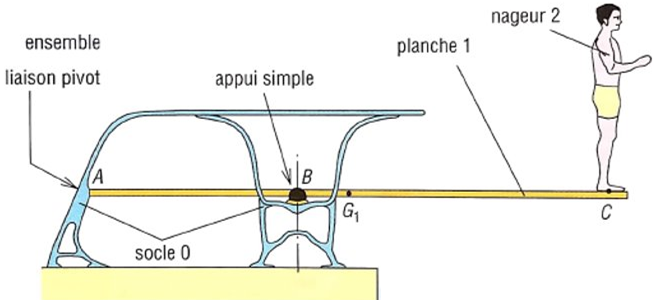 nageur 2
ensemble
liaison pivot
planche 1
appui simple
A
B
G₁
C
socle 0